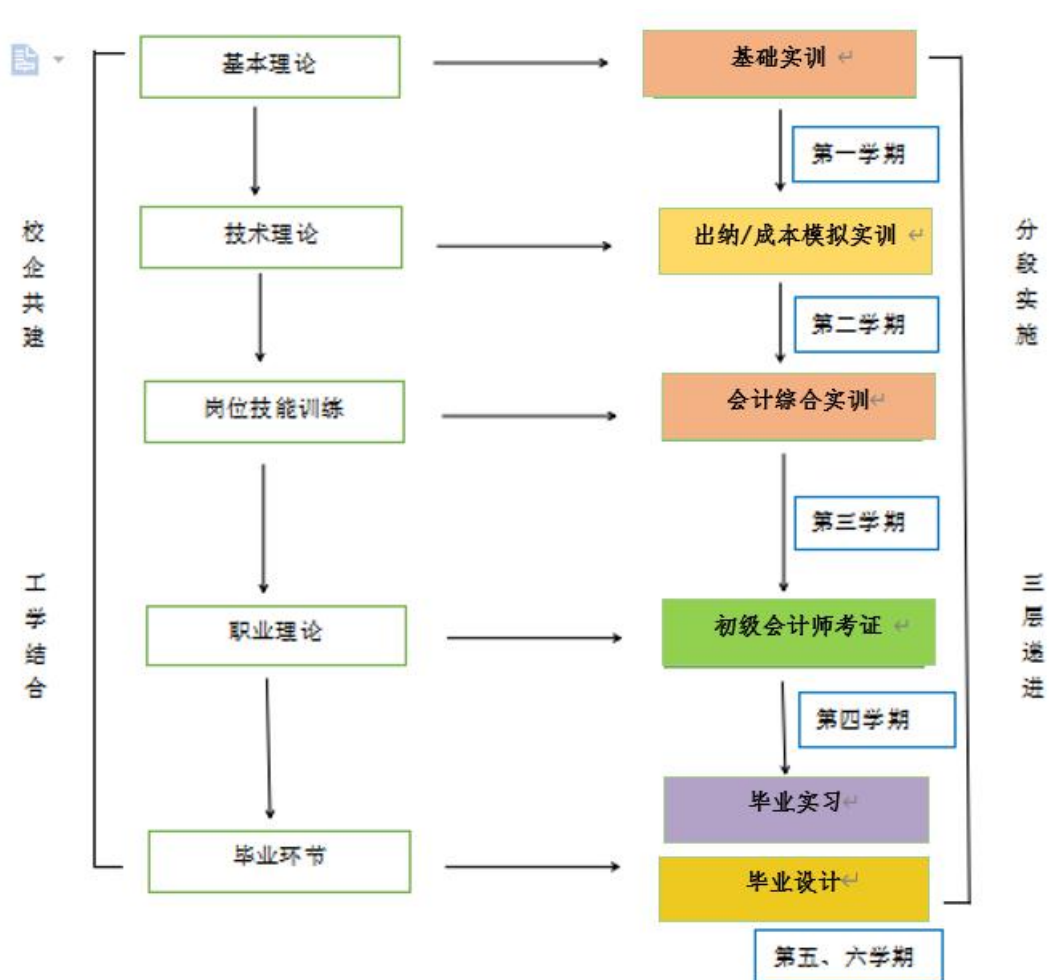 基本理论
基础实训
第一学期
校企共建
技术理论
出纳/成本模拟实训
分段实施
第二学期
岗位技能训练
会计综合实训
第三学期
工学结合
职业理论
初级会计师考证
三层递进
第四学期
毕业实习
毕业环节
毕业设计
第五、六学期